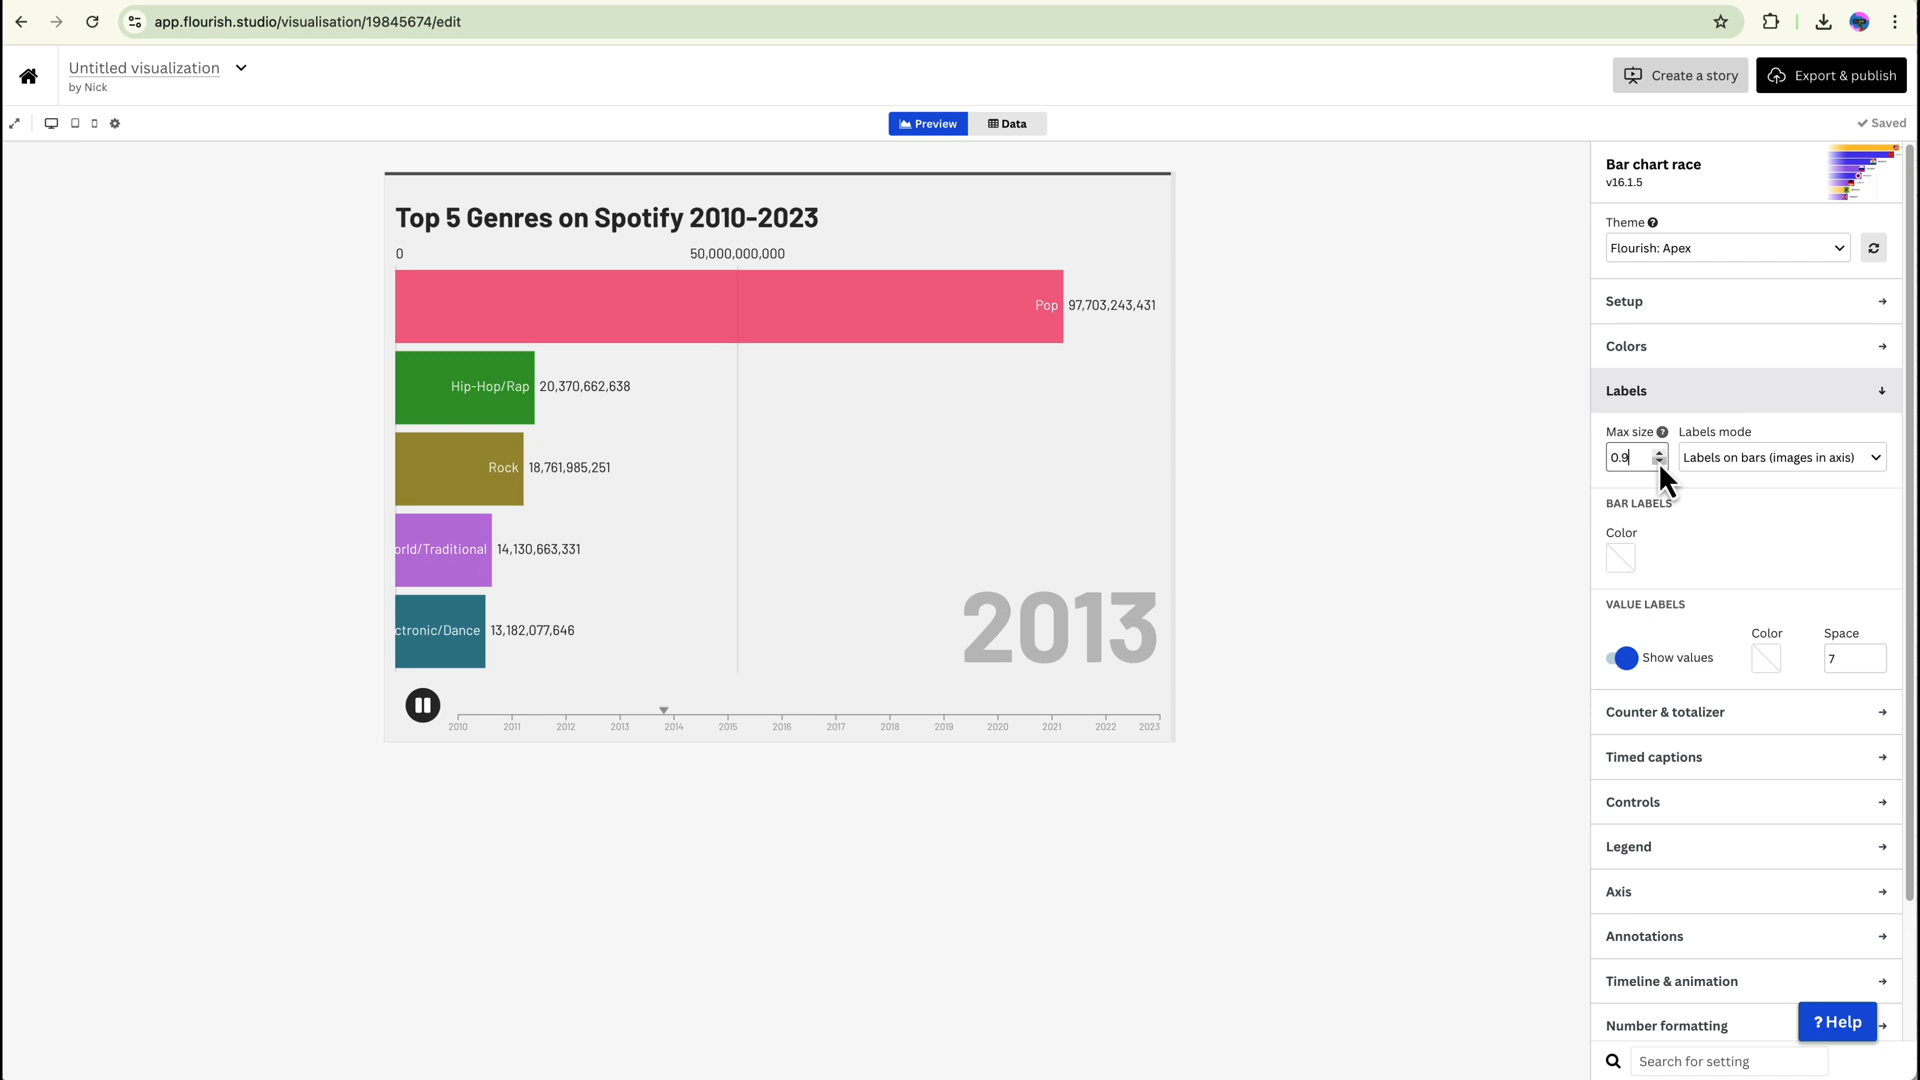 app.flourish.studio/visualisation/19845674/edit
Untitled visualization
by Nick
Create a story
Export & publish
Preview
Data
Saved
Top 5 Genres on Spotify 2010-2023
0
50,000,000,000
Pop
97,703,243,431
Hip-Hop/Rap
20,370,662,638
Rock
18,761,985,251
orld/Traditional
14,130,663,331
ctronic/Dance
13,182,077,646
2013
2010
2011
2012
2013
2014
2015
2016
2017
2018
2019
2020
2021
2022
2023
Bar chart race
v16.1.5
Theme ?
Flourish: Apex
Setup
Colors
Labels
Max size ?
Labels mode
0.9
Labels on bars (images in axis)
BAR LABELS
Color
VALUE LABELS
Show values
Color
Space
7
Counter & totalizer
Timed captions
Controls
Legend
Axis
Annotations
Timeline & animation
Number formatting
? Help
Search for setting